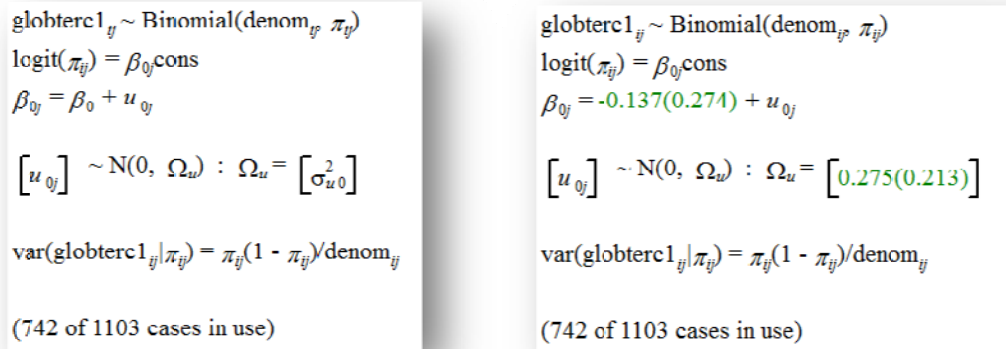 globterc1ᵢⱼ ~ Binomial(denomᵢⱼ, πᵢⱼ)
logit(πᵢⱼ) = β₀ⱼcons
β₀ⱼ = β₀ + u₀ⱼ
[u₀ⱼ] ~ N(0, Ωᵤ) : Ωᵤ = [σ²ᵤ₀]
var(globterc1ᵢⱼ|πᵢⱼ) = πᵢⱼ(1 - πᵢⱼ)/denomᵢⱼ
(742 of 1103 cases in use)
globterc1ᵢⱼ ~ Binomial(denomᵢⱼ, πᵢⱼ)
logit(πᵢⱼ) = β₀ⱼcons
β₀ⱼ = -0.137(0.274) + u₀ⱼ
[u₀ⱼ] ~ N(0, Ωᵤ) : Ωᵤ = [0.275(0.213)]
var(globterc1ᵢⱼ|πᵢⱼ) = πᵢⱼ(1 - πᵢⱼ)/denomᵢⱼ
(742 of 1103 cases in use)